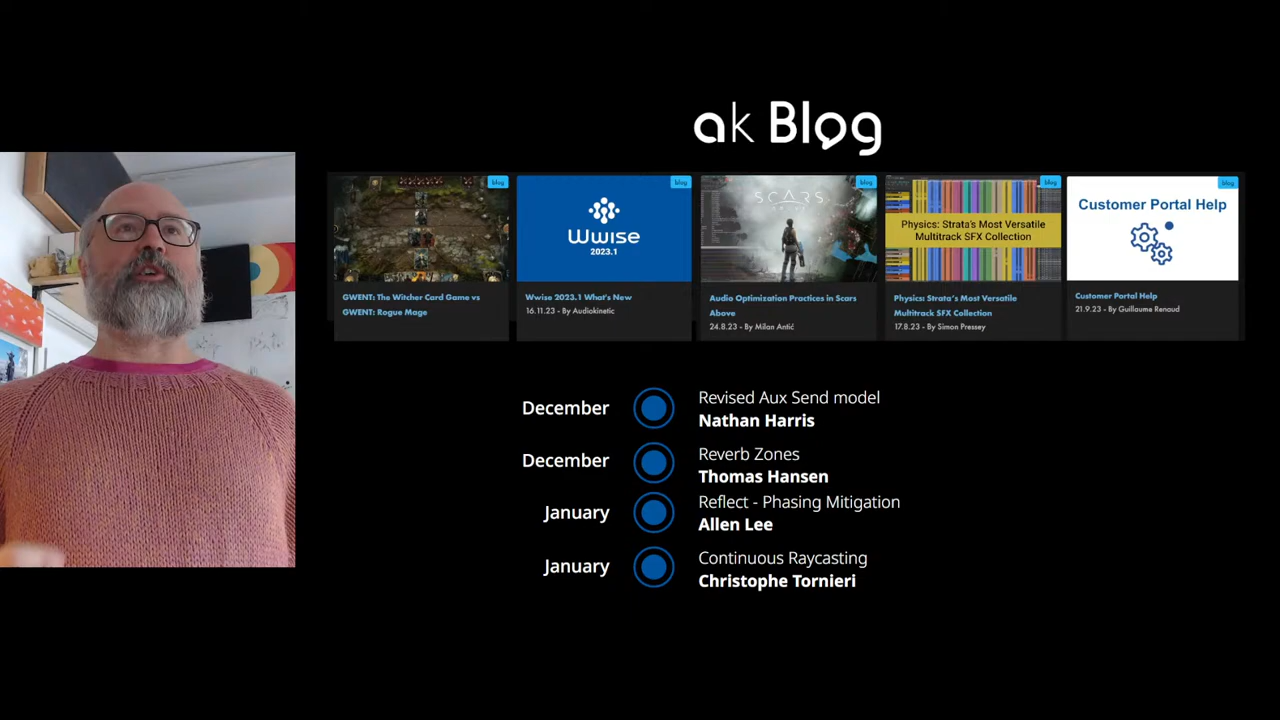 ak Blog
blog
blog
blog
blog
blog
WWISE
2023.1
SCARS
Physics: Strata's Most Versatile
Multitrack SFX Collection
Customer Portal Help
GWENT: The Witcher Card Game vs
GWENT: Rogue Mage
Wwise 2023.1 What's New
16.11.23 - By Audiokinetic
Audio Optimization Practices in Scars
Above
24.8.23 - By Milan Antić
Physics: Strata's Most Versatile
Multitrack SFX Collection
17.8.23 - By Simon Pressey
Customer Portal Help
21.9.23 - By Guillaume Renaud
December
Revised Aux Send model
Nathan Harris
December
Reverb Zones
Thomas Hansen
January
Reflect - Phasing Mitigation
Allen Lee
January
Continuous Raycasting
Christophe Tornieri